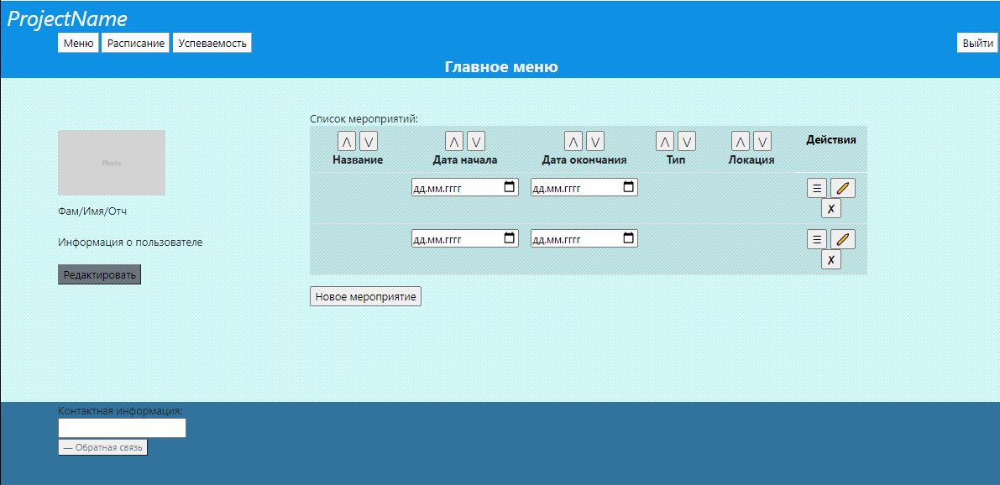 ProjectName
Меню Расписание Успеваемость Выйти
Главное меню
Список мероприятий:
Название Дата начала Дата окончания Тип Локация Действия
Photo
дд.мм.гггг дд.мм.гггг
Фам/Имя/Отч
✗
дд.мм.гггг дд.мм.гггг
Информация о пользователе
✗
Редактировать
Новое мероприятие
Контактная информация:
— Обратная связь